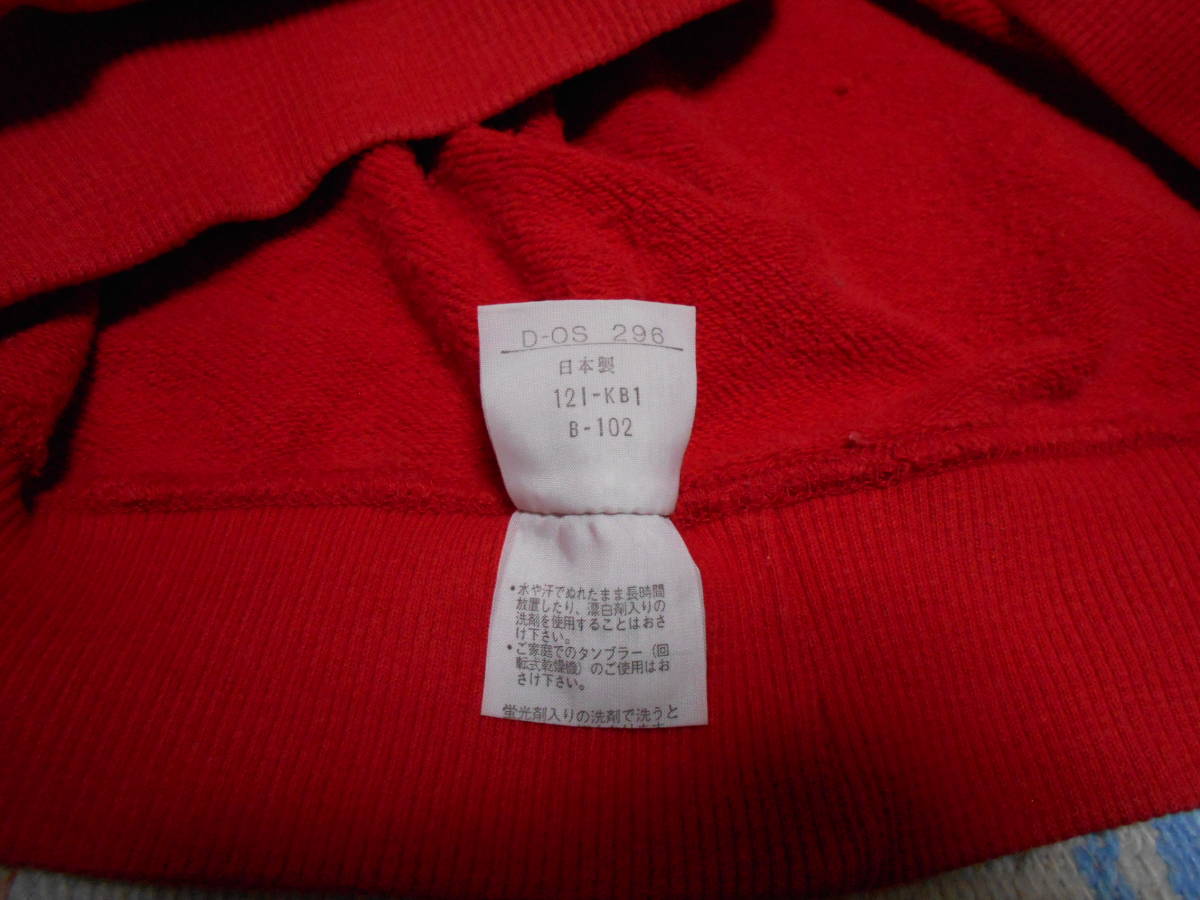 D-OS 296
日本製
121-KB1
B-102
•水や汗でぬれたまま長時間
放置したり、漂白剤入りの
洗剤を使用することはおさ
け下さい。
•ご家庭でのタンブラー（回
転式乾燥機）のご使用はお
さけ下さい。
蛍光剤入りの洗剤で洗うと